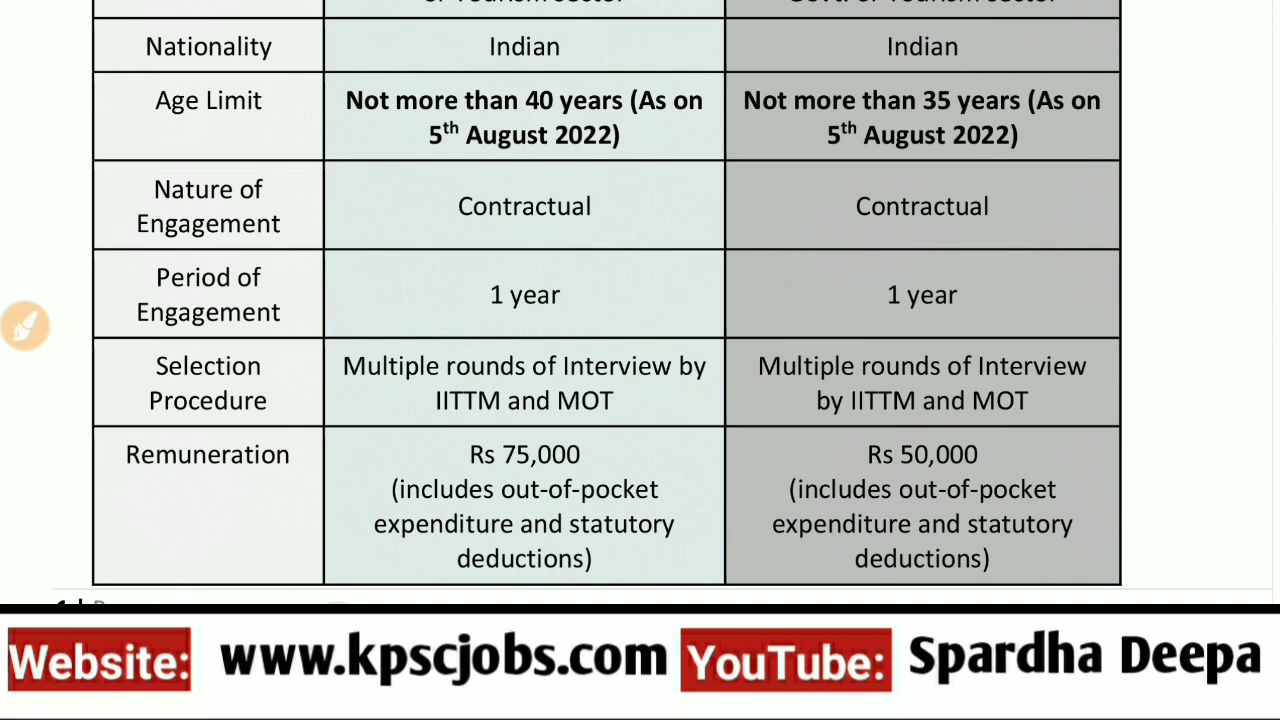 Nationality Indian Indian
Age Limit Not more than 40 years (As on Not more than 35 years (As on
5th August 2022) 5th August 2022)
Nature of
Engagement Contractual Contractual
Period of
Engagement 1 year 1 year
Selection Multiple rounds of Interview by Multiple rounds of Interview
Procedure IITTM and MOT by IITTM and MOT
Remuneration Rs 75,000 Rs 50,000
(includes out-of-pocket (includes out-of-pocket
expenditure and statutory expenditure and statutory
deductions) deductions)
Website: www.kpscjobs.com YouTube: Spardha Deepa